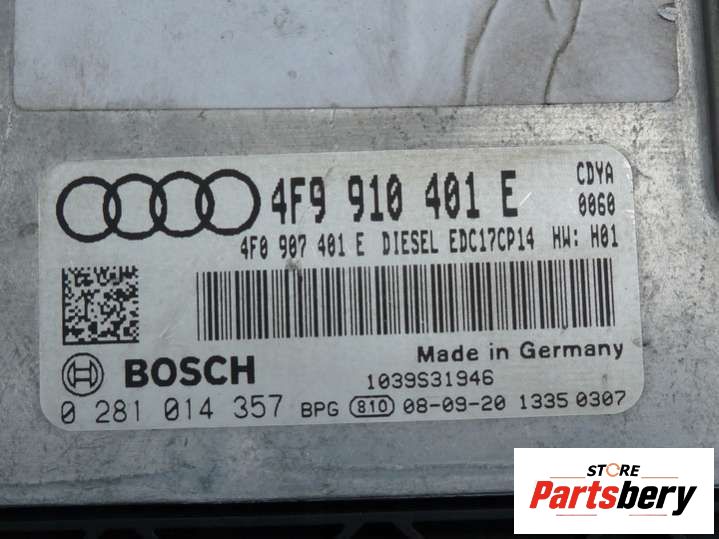 4F9 910 401 E CDYA
0060
4F0 907 401 E DIESEL EDC17CP14 HW: H01
Made in Germany
BOSCH
1039S31946
0 281 014 357 BPG 810 08-09-20 1335 0307
STORE
Partsbery